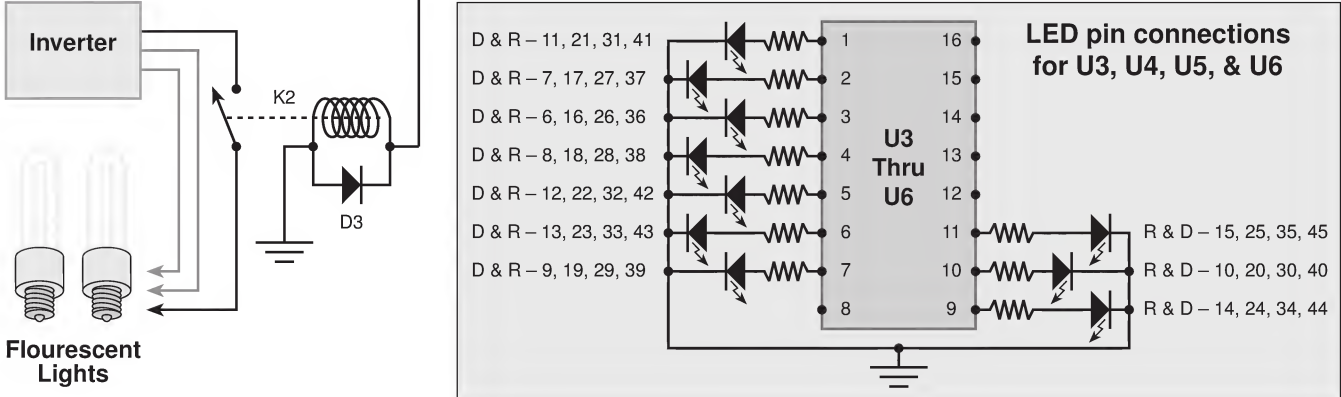 Inverter
K2
D3
Flourescent
Lights
LED pin connections
for U3, U4, U5, & U6
D & R – 11, 21, 31, 41
D & R – 7, 17, 27, 37
D & R – 6, 16, 26, 36
D & R – 8, 18, 28, 38
D & R – 12, 22, 32, 42
D & R – 13, 23, 33, 43
D & R – 9, 19, 29, 39
1
2
3
4
5
6
7
8
U3
Thru
U6
16
15
14
13
12
11
10
9
R & D – 15, 25, 35, 45
R & D – 10, 20, 30, 40
R & D – 14, 24, 34, 44